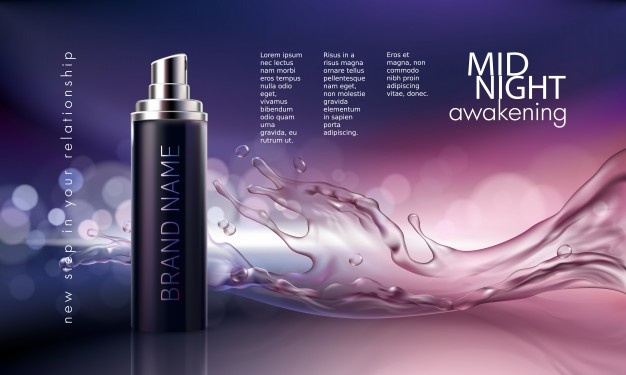 new step in your relationship
BRAND NAME
Lorem ipsum
nec lectus
nam morbi
eros tempus
nulla odio
eget,
vivamus
bibendum
odio quam
urna
gravida, eu
rutrum ut.
Risus in a
risus magna
ornare tellus
pellentesque
nam eget,
non molestie
gravida
elementum
in sapien
porta
adipiscing.
Eros et
magna, non
commodo
nibh proin
adipiscing
vitae, donec.
MID
NIGHT
awakening